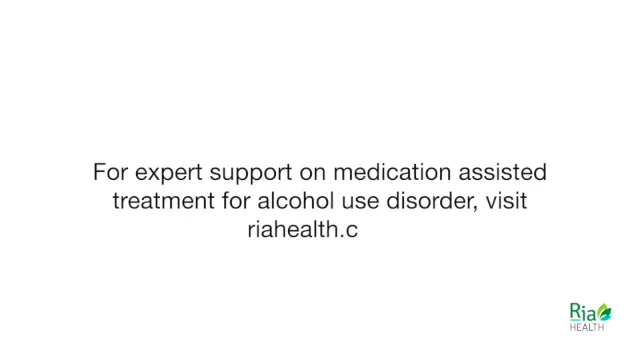 For expert support on medication assisted
treatment for alcohol use disorder, visit
riahealth.c
Ria
HEALTH